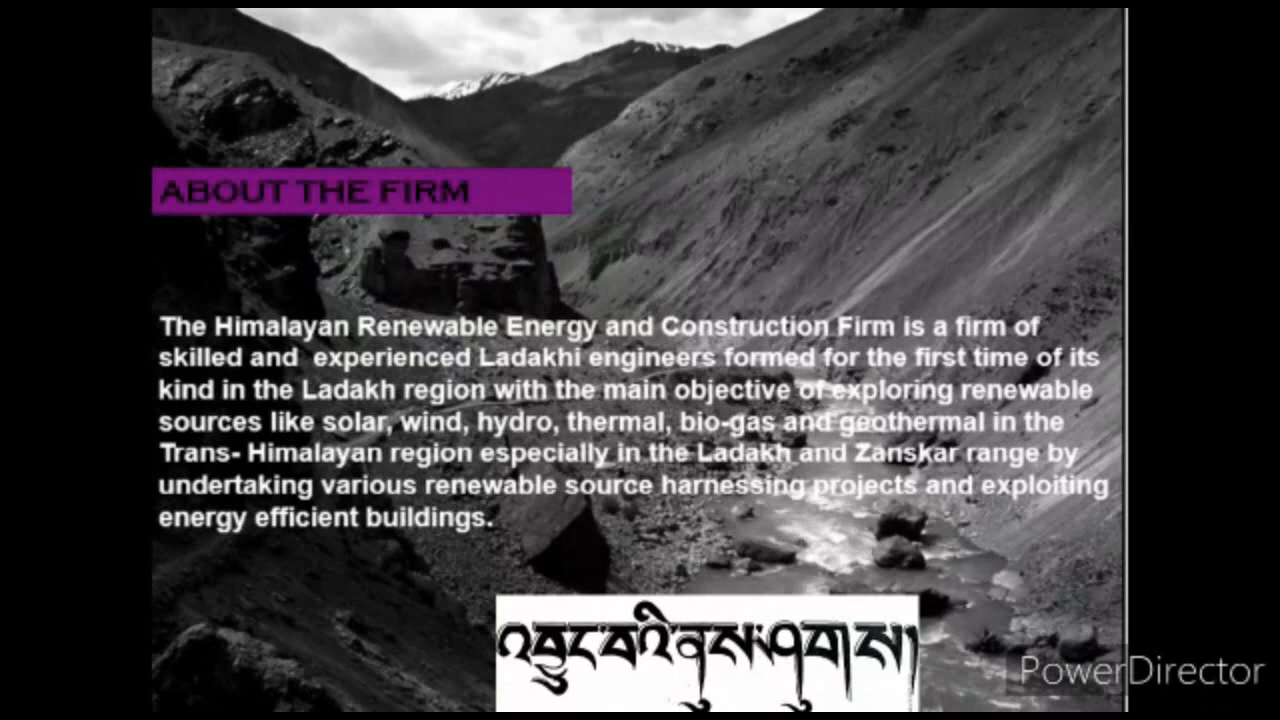 ABOUT THE FIRM
The Himalayan Renewable Energy and Construction Firm is a firm of
skilled and experienced Ladakhi engineers formed for the first time of its
kind in the Ladakh region with the main objective of exploring renewable
sources like solar, wind, hydro, thermal, bio-gas and geothermal in the
Trans- Himalayan region especially in the Ladakh and Zanskar range by
undertaking various renewable source harnessing projects and exploiting
energy efficient buildings.
འབྱུང་བའི་ནུས་ཤུགས།
PowerDirector